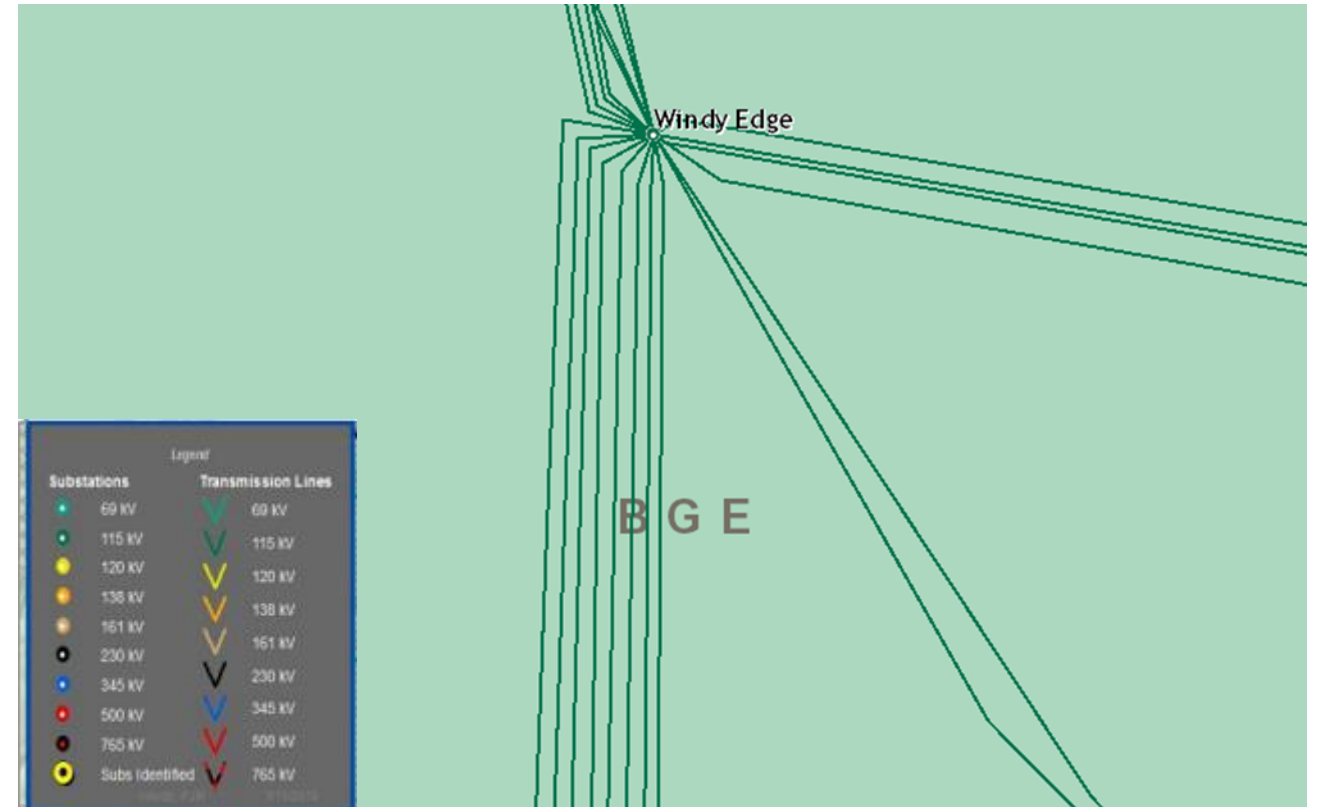 Windy Edge
B G E
Legend
Substations Transmission Lines
69 kV 69 kV
115 kV 115 kV
120 kV 120 kV
138 kV 138 kV
161 kV 161 kV
230 kV 230 kV
345 kV 345 kV
500 kV 500 kV
765 kV 765 kV
Subs Identified